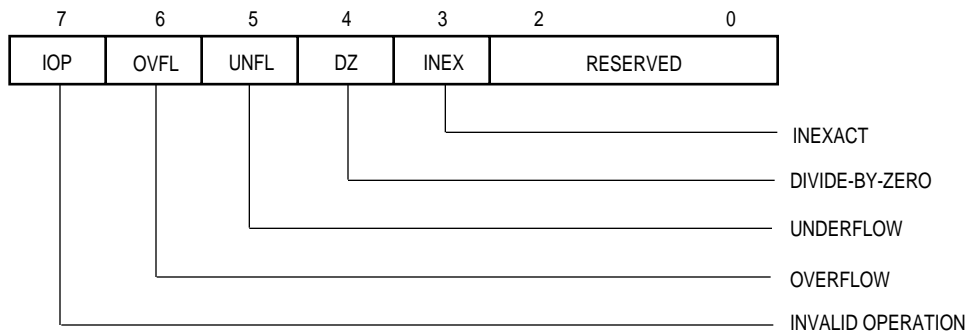 7 6 5 4 3 2 0
IOP OVFL UNFL DZ INEX RESERVED
INEXACT
DIVIDE-BY-ZERO
UNDERFLOW
OVERFLOW
INVALID OPERATION